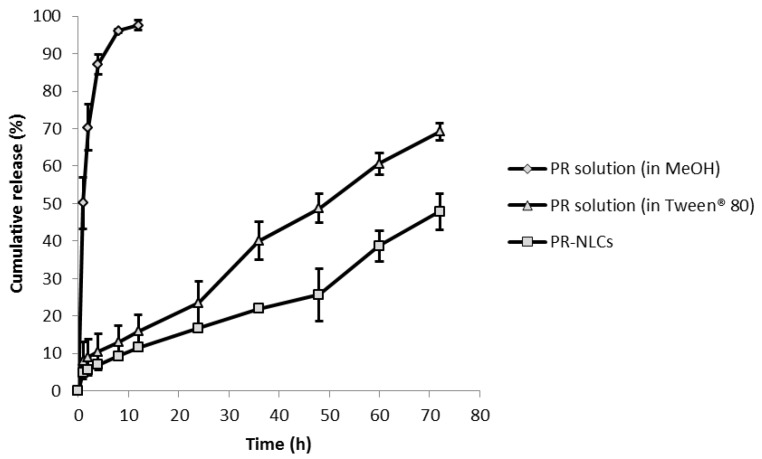 100
90
80
70
60
50
40
30
20
10
0
Cumulative release (%)
0 10 20 30 40 50 60 70 80
Time (h)
PR solution (in MeOH)
PR solution (in Tween® 80)
PR-NLCs